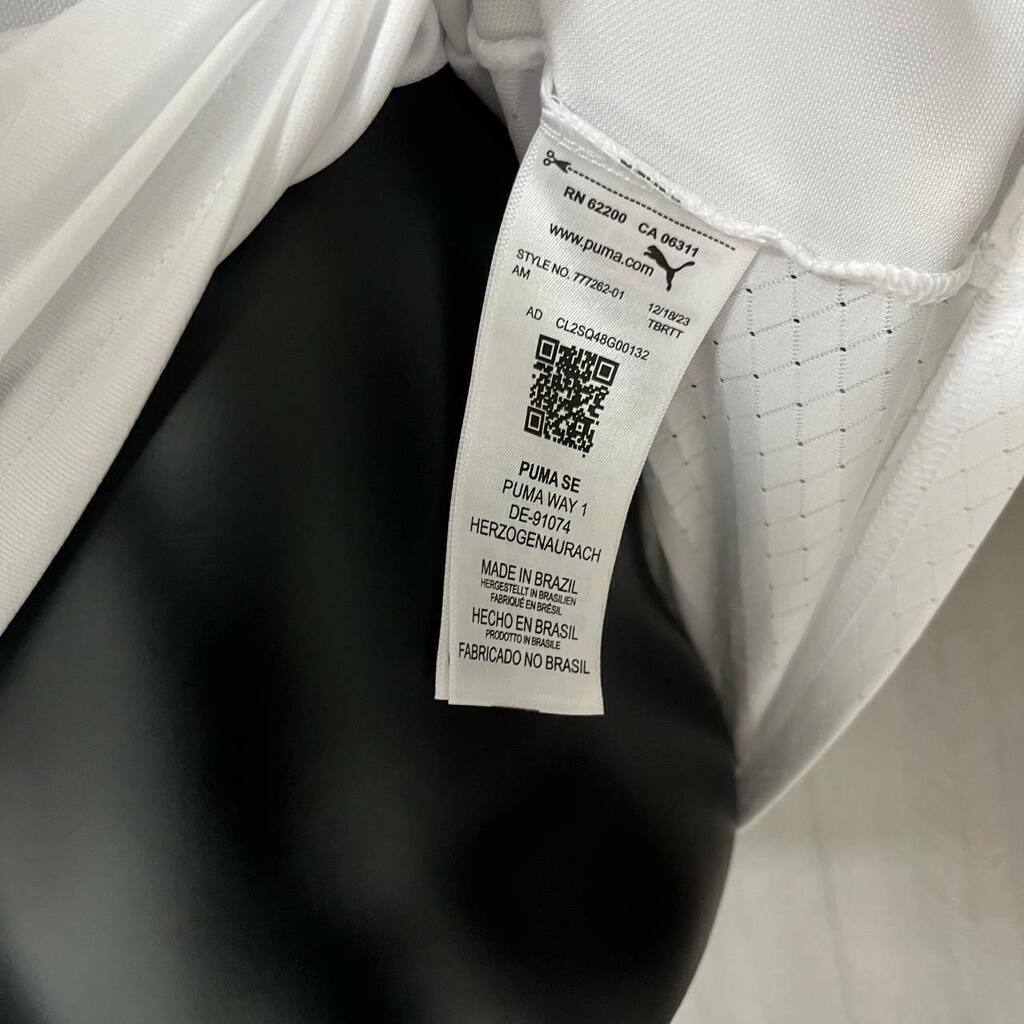 RN 62200 CA 06311
www.puma.com
STYLE NO. 777262-01 12/18/23
AM TBRTT
AD CL2SQ48G00132
PUMA SE
PUMA WAY 1
DE-91074
HERZOGENAURACH
MADE IN BRAZIL
HERGESTELLT IN BRASILIEN
FABRIQUÉ EN BRÉSIL
HECHO EN BRASIL
PRODOTTO IN BRASILE
FABRICADO NO BRASIL